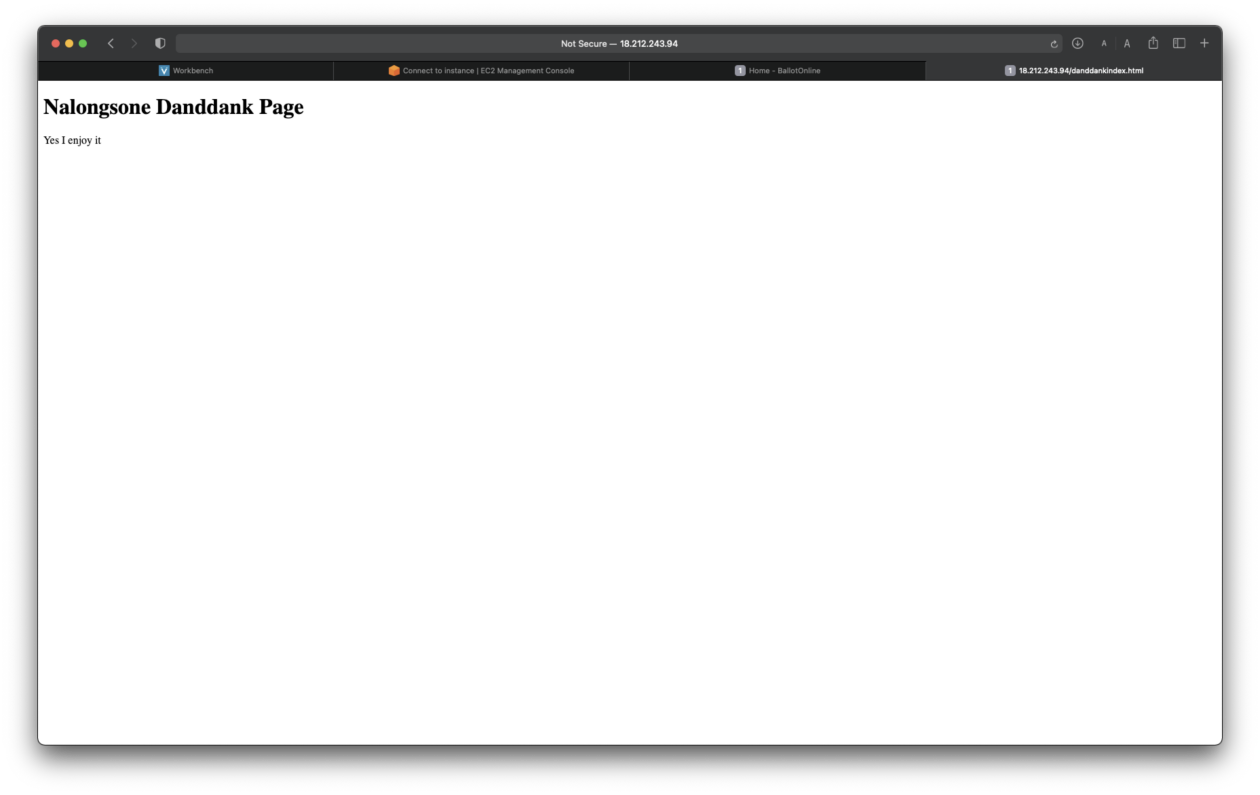 Not Secure — 18.212.243.94
A A
V Workbench
Connect to instance | EC2 Management Console
1 Home - BallotOnline
1 18.212.243.94/danddankindex.html
Nalongsone Danddank Page
Yes I enjoy it